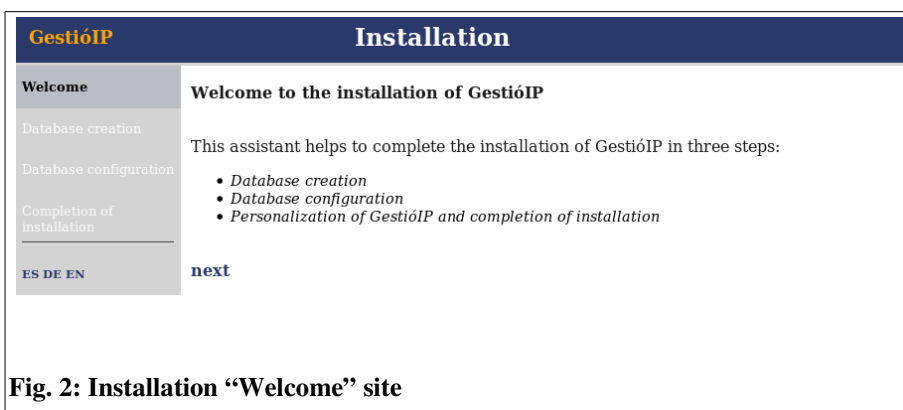 GestióIP
Installation
Welcome
Database creation
Database configuration
Completion of
installation
ES DE EN
Welcome to the installation of GestióIP
This assistant helps to complete the installation of GestióIP in three steps:
• Database creation
• Database configuration
• Personalization of GestióIP and completion of installation
next
Fig. 2: Installation “Welcome” site